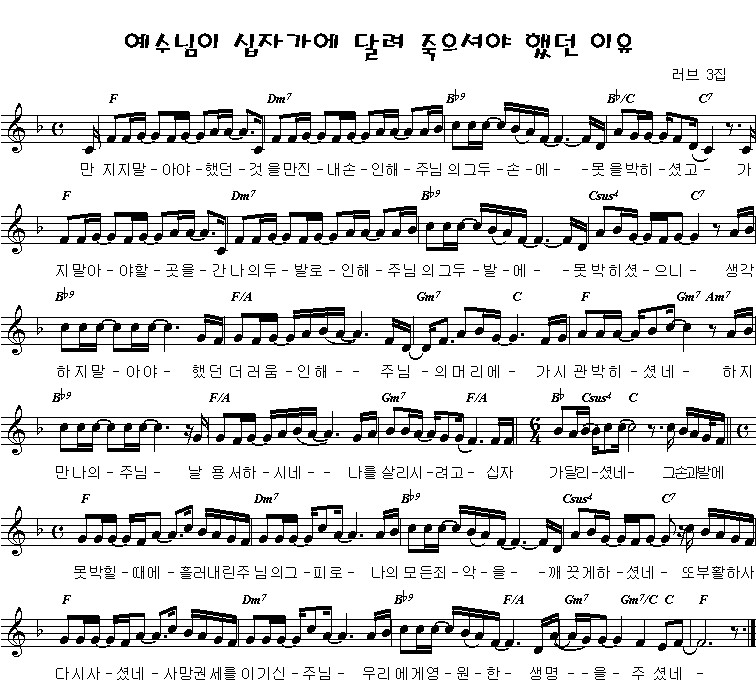 예수님이 십자가에 달려 죽으셔야 했던 이유
러브 3집
F Dm7 B♭9 B♭/C C7
만 지지말-아야-했던-것 을만진-내손-인해-주님 의그두-손에-- 못 을박히-셨고- 가
F Dm7 B♭9 Csus4 C7
지말아-야할-곳을-간 나의두-발로-인해-주님의그두-발에-- 못박히셨-으니- 생각
B♭9 F/A Gm7 C F Gm7 Am7
하지말-아야- 했던 더러움-인해-- 주님-의머리에- 가시 관박히-셨네- 하지
B♭9 F/A Gm7 F/A B♭ Csus4 C
만나의-주님- 날 용서하-시네-- 나를 살리시-려고- 십자 가달리-셨네- 그손과발에
F Dm7 B♭9 Csus4 C7
못박힐-때에-흘러내린주 님의그-피로- 나의 모든죄-악을-- 깨 끗게하-셨네- 또부활하사
F Dm7 B♭9 F/A Gm7 Gm7/C C F
다시사-셨네-사망권세를 이기신-주님- 우리 에게영-원한- 생명--을- 주 셨네-